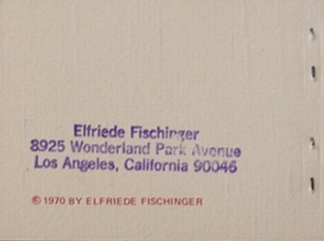 Elfriede Fischinger
8925 Wonderland Park Avenue
Los Angeles, California 90046
© 1970 BY ELFRIEDE FISCHINGER